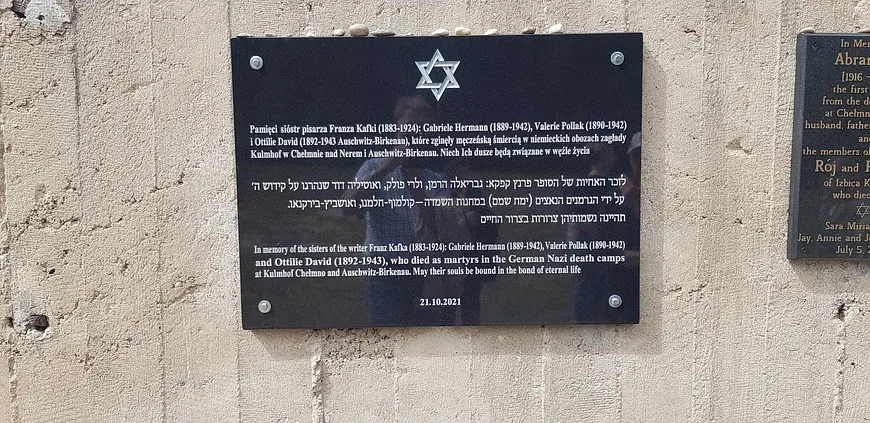 Pamięci sióstr pisarza Franza Kafki (1883-1924): Gabriele Hermann (1889-1942), Valerie Pollak (1890-1942)
i Ottilie David (1892-1943 Auschwitz-Birkenau), które zginęły męczeńską śmiercią w niemieckich obozach zagłady
Kulmhof w Chełmnie nad Nerem i Auschwitz-Birkenau. Niech Ich dusze będą związane w węźle życia
לזכר האחיות של הסופר פרנץ קפקא: גבריאלה הרמן, ולרי פולק, ואוטיליה דוד שנהרגו על קידוש ה׳
על ידי הגרמנים הנאצים (ימח שמם) במחנות השמדה–קולמוף-חלמנו, ואושביץ-בירקנאו.
תהיינה נשמותיהן צרורות בצרור החיים
In memory of the sisters of the writer Franz Kafka (1883-1924): Gabriele Hermann (1889-1942), Valerie Pollak (1890-1942)
and Ottilie David (1892-1943), who died as martyrs in the German Nazi death camps
at Kulmhof Chełmno and Auschwitz-Birkenau. May their souls be bound in the bond of eternal life
21.10.2021
In Me
Abra
[1916 –
the first
from the d
at Chełm
husband, fathe
an
the members o
Rój and
of Izbica K
who died
Sara Miria
Jay, Annie and J
July 5, 2